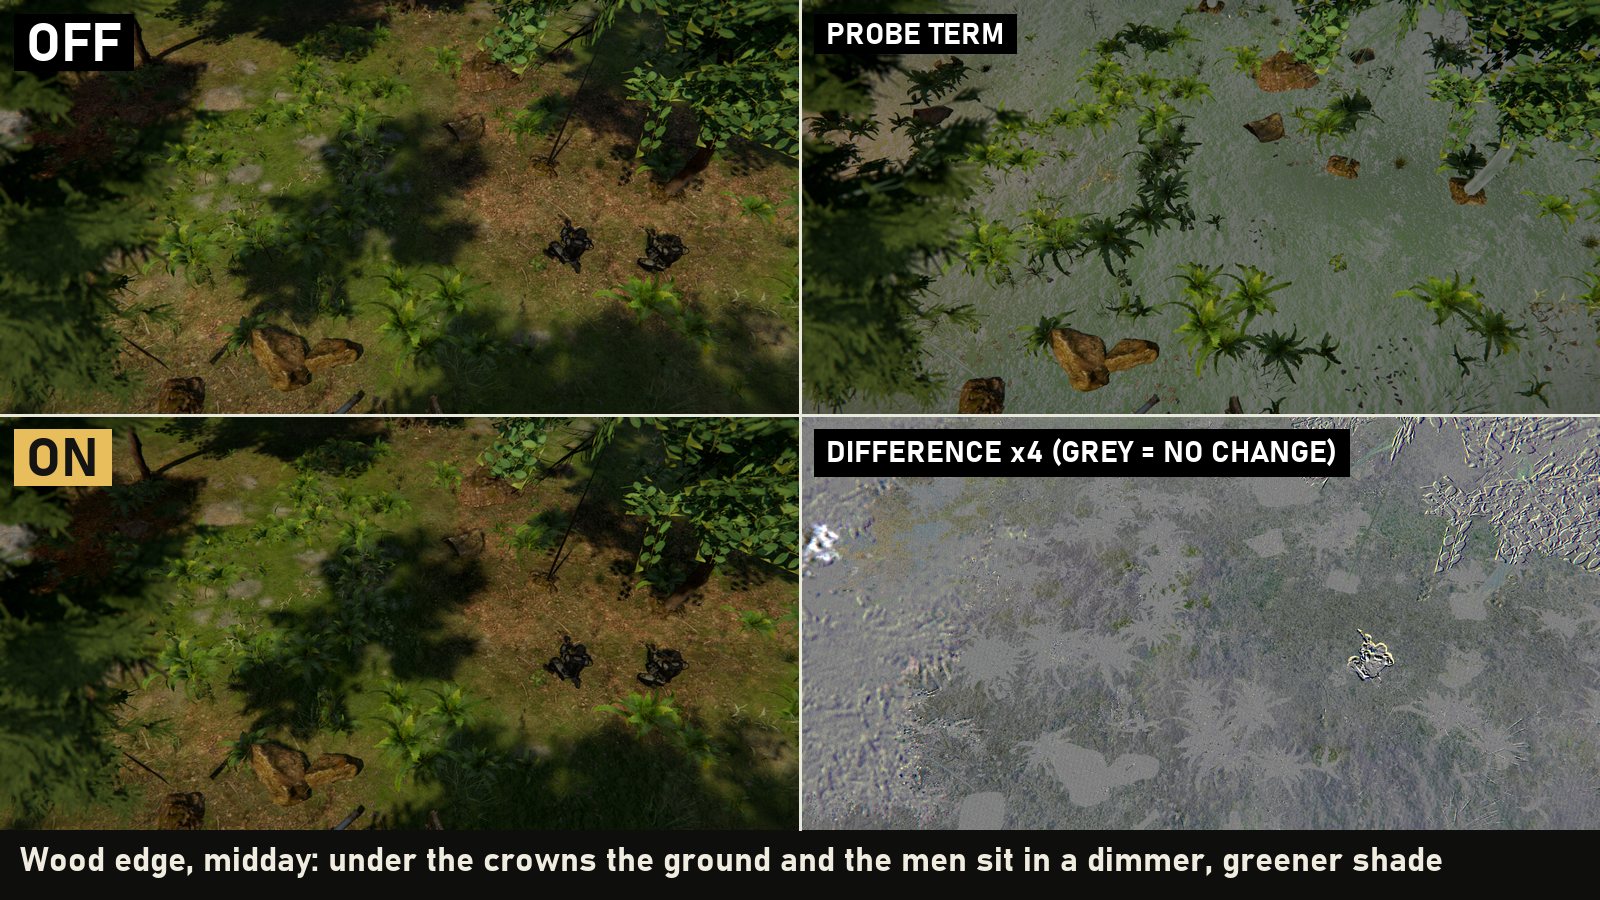 OFF
PROBE TERM
ON
DIFFERENCE x4 (GREY = NO CHANGE)
Wood edge, midday: under the crowns the ground and the men sit in a dimmer, greener shade